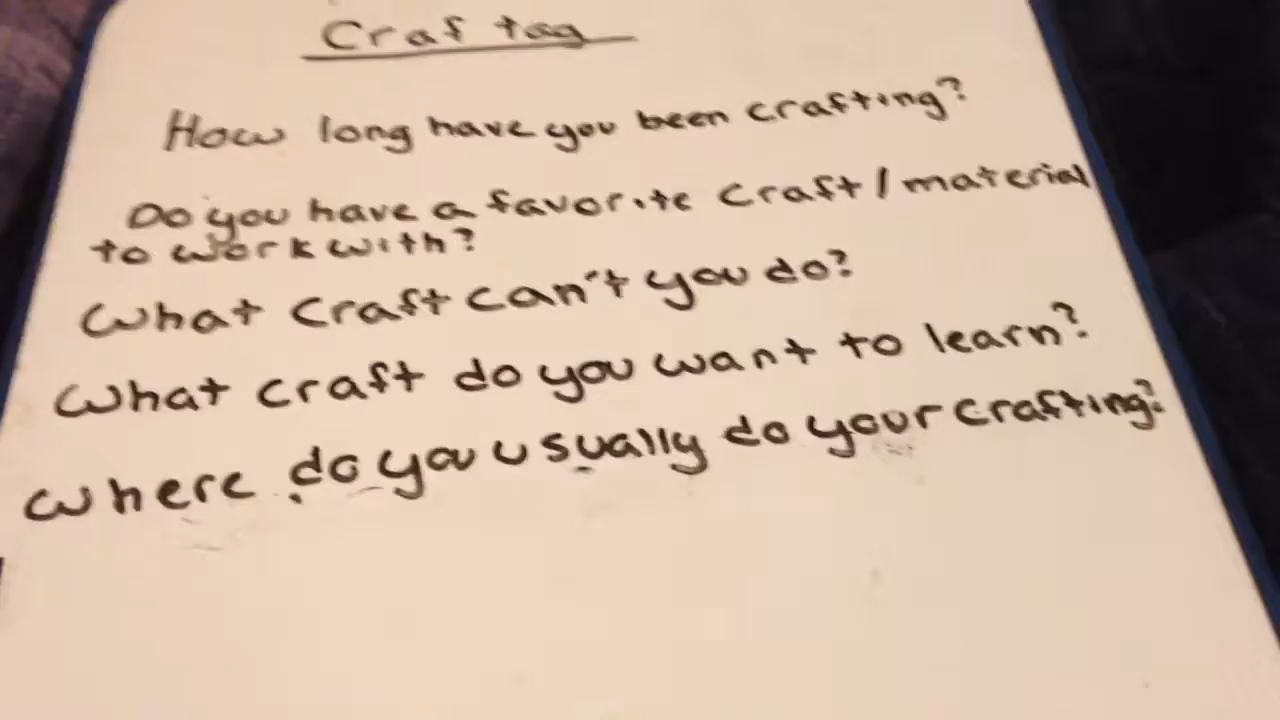 Craf tag
How long have you been crafting?
Do you have a favorite craft / material
to work with?
What craft can't you do?
What craft do you want to learn?
Where do you usually do your crafting?